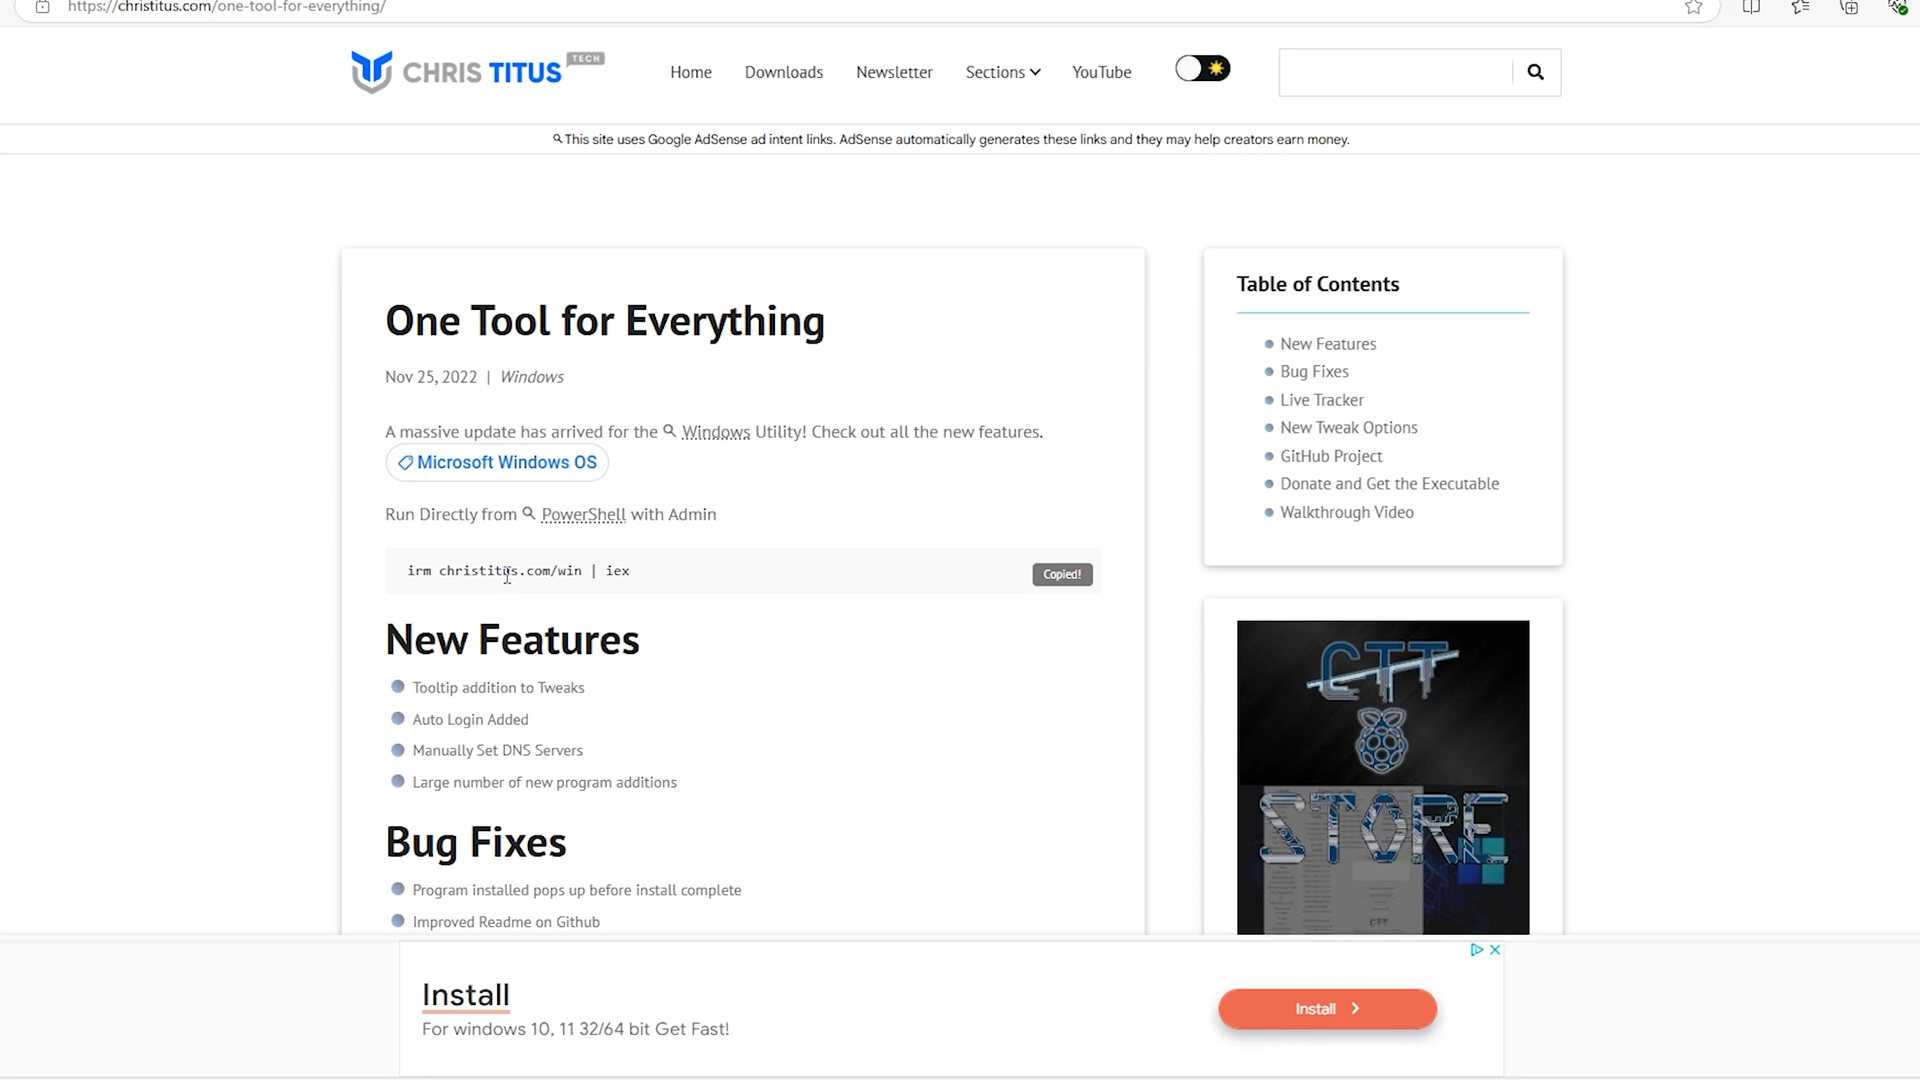 https://christitus.com/one-tool-for-everything/
CHRIS TITUS TECH
Home
Downloads
Newsletter
Sections
YouTube
This site uses Google AdSense ad intent links. AdSense automatically generates these links and they may help creators earn money.
One Tool for Everything
Nov 25, 2022 | Windows
A massive update has arrived for the Windows Utility! Check out all the new features.
Microsoft Windows OS
Run Directly from PowerShell with Admin
irm christitus.com/win | iex
Copied!
New Features
Tooltip addition to Tweaks
Auto Login Added
Manually Set DNS Servers
Large number of new program additions
Bug Fixes
Program installed pops up before install complete
Improved Readme on Github
Table of Contents
New Features
Bug Fixes
Live Tracker
New Tweak Options
GitHub Project
Donate and Get the Executable
Walkthrough Video
CTT
STORE
Install
For windows 10, 11 32/64 bit Get Fast!
Install